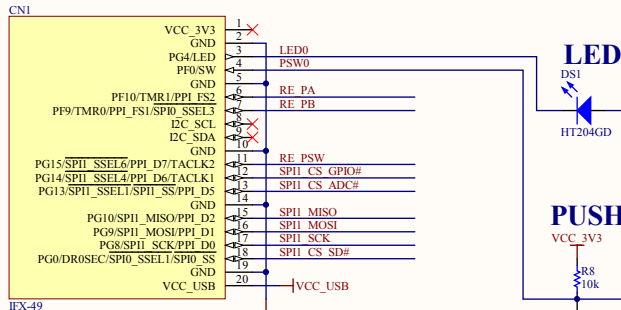 CN1
VCC_3V3 1
GND 2
PG4/LED 3 LED0
PF0/SW 4 PSW0
GND 5
PF10/TMR1/PPI_FS2 6 RE_PA
PF9/TMR0/PPI_FS1/SPI0_SSEL3 7 RE_PB
I2C_SCL 8
I2C_SDA 9
GND 10
PG15/SPI1_SSEL6/PPI_D7/TACLK2 11 RE_PSW
PG14/SPI1_SSEL4/PPI_D6/TACLK1 12 SPI1_CS_GPIO#
PG13/SPI1_SSEL1/SPI1_SS/PPI_D5 13 SPI1_CS_ADC#
GND 14
PG10/SPI1_MISO/PPI_D2 15 SPI1_MISO
PG9/SPI1_MOSI/PPI_D1 16 SPI1_MOSI
PG8/SPI1_SCK/PPI_D0 17 SPI1_SCK
PG0/DR0SEC/SPI0_SSEL1/SPI0_SS 18 SPI1_CS_SD#
GND 19
VCC_USB 20 VCC_USB
IFX-49
LED
DS1
HT204GD
PUSH
VCC_3V3
R8
10k